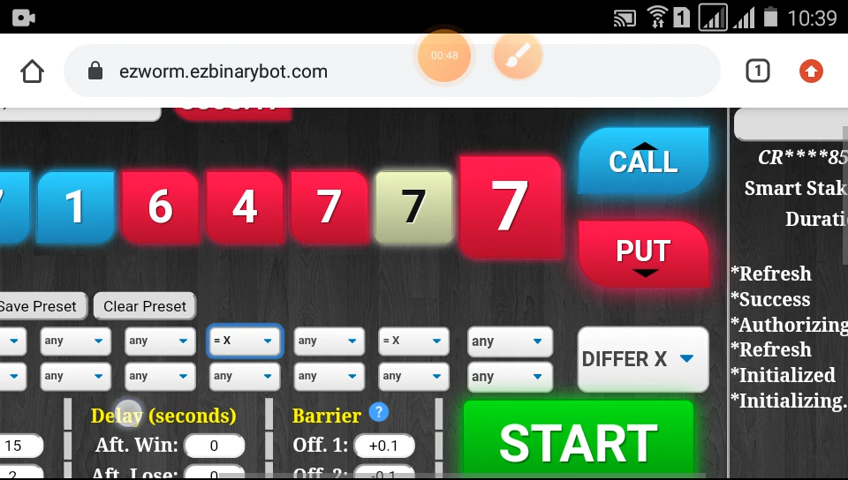 10:39
ezworm.ezbinarybot.com
00:48
1
CALL
CR****85
1 6 4 7 7 7
Smart Stak
Durati
PUT
*Refresh
Save Preset Clear Preset
*Success
*Authorizing
any any = X any = X any
DIFFER X
*Refresh
any any any any any any
*Initialized
*Initializing.
Delay (seconds) Barrier ?
15 Aft. Win: 0 Off. 1: +0.1
START
2 Aft. Lose: 0 Off. 2: -0.1